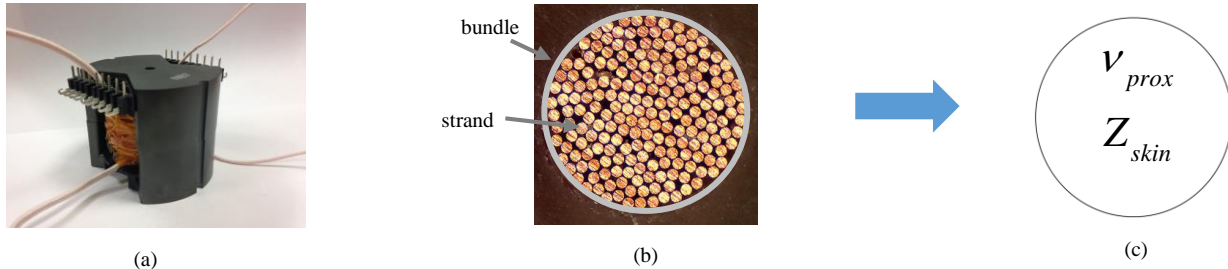 bundle
strand
ν prox
Z skin
(a)
(b)
(c)